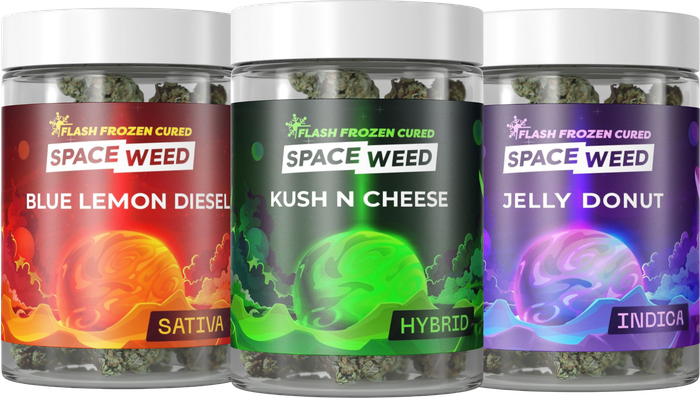 FLASH FROZEN CURED
SPACE WEED
BLUE LEMON DIESEL
SATIVA
FLASH FROZEN CURED
SPACE WEED
KUSH N CHEESE
HYBRID
FLASH FROZEN CURED
SPACE WEED
JELLY DONUT
INDICA